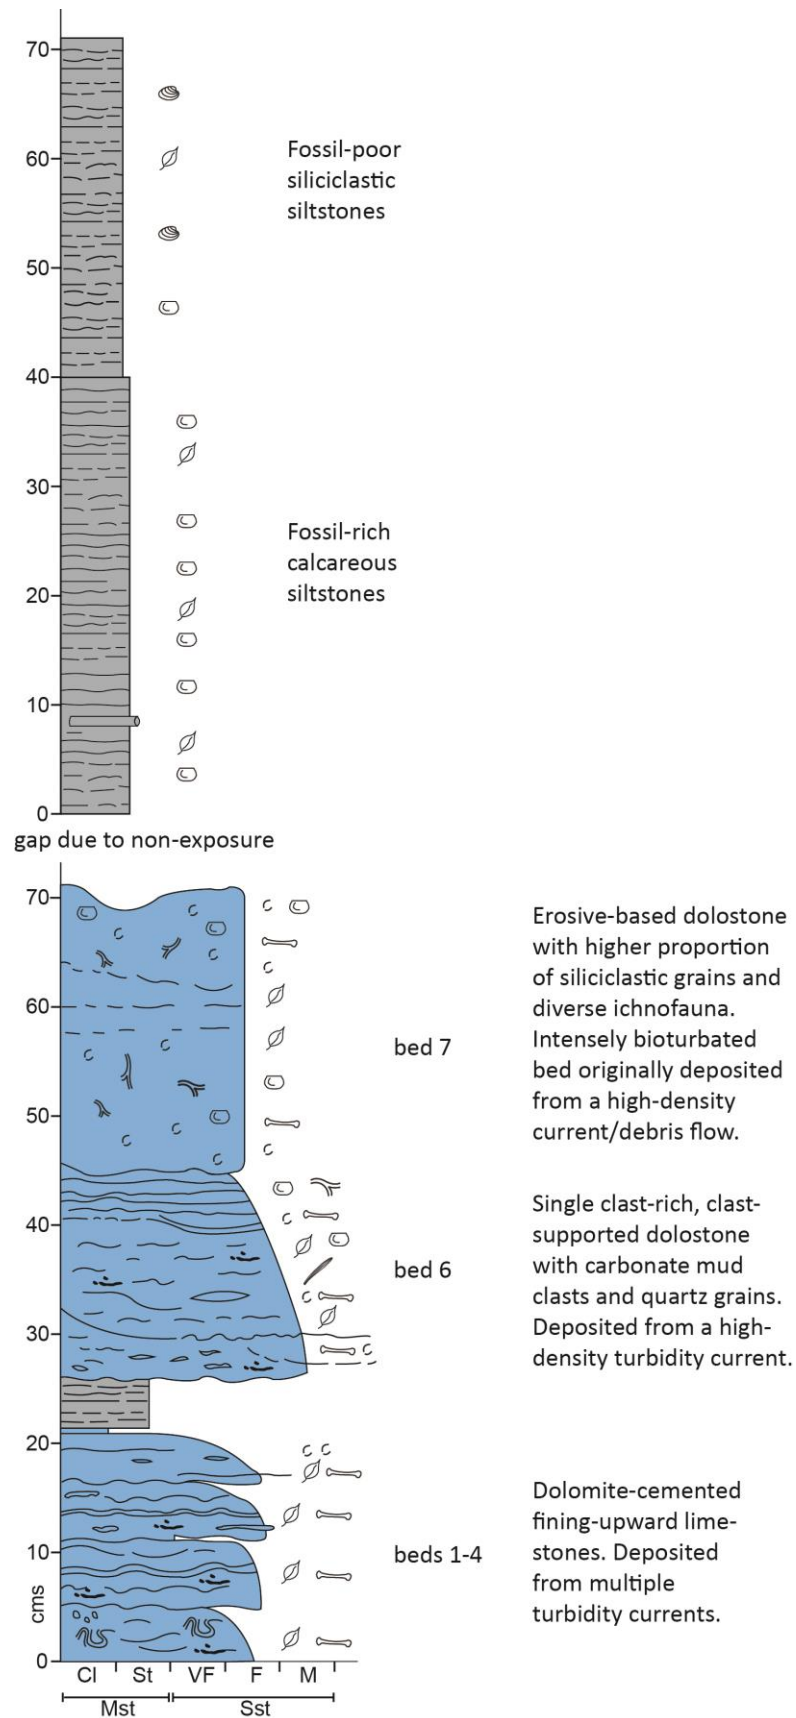 70
60
50
40
30
20
10
0
Fossil-poor
siliciclastic
siltstones
Fossil-rich
calcareous
siltstones
gap due to non-exposure
70
60
50
40
30
20
10
0
cms
bed 7
Erosive-based dolostone
with higher proportion
of siliciclastic grains and
diverse ichnofauna.
Intensely bioturbated
bed originally deposited
from a high-density
current/debris flow.
bed 6
Single clast-rich, clast-
supported dolostone
with carbonate mud
clasts and quartz grains.
Deposited from a high-
density turbidity current.
beds 1-4
Dolomite-cemented
fining-upward lime-
stones. Deposited
from multiple
turbidity currents.
Cl St VF F M
Mst Sst